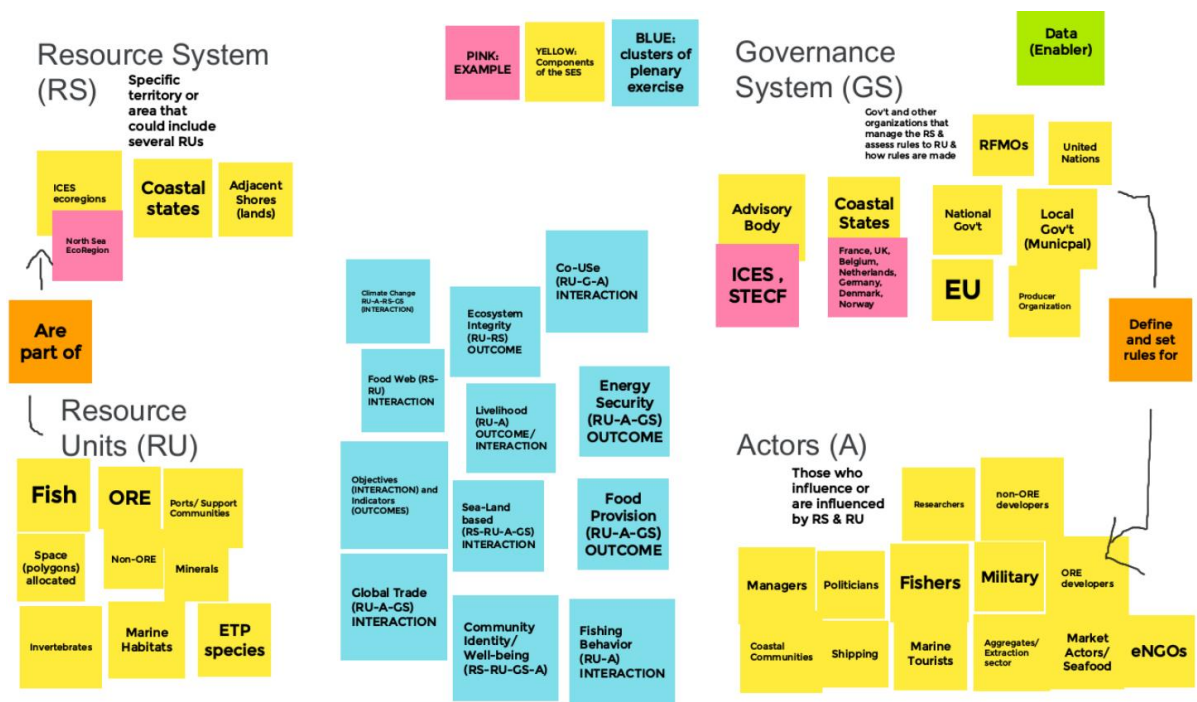 Resource System
(RS)
Specific
territory or
area that
could include
several RUs
ICES
ecoregions
North Sea
EcoRegion
Coastal
states
Adjacent
Shores
(lands)
Are
part of
Resource
Units (RU)
Fish
ORE
Ports/ Support
Communities
Space
(polygons)
allocated
Non-ORE
Minerals
Invertebrates
Marine
Habitats
ETP
species
PINK:
EXAMPLE
YELLOW:
Components
of the SES
BLUE:
clusters of
plenary
exercise
Climate Change
RU-A-RS-GS
(INTERACTION)
Ecosystem
Integrity
(RU-RS)
OUTCOME
Co-USe
(RU-G-A)
INTERACTION
Food Web (RS-
RU)
INTERACTION
Livelihood
(RU-A)
OUTCOME/
INTERACTION
Energy
Security
(RU-A-GS)
OUTCOME
Objectives
(INTERACTION) and
Indicators
(OUTCOMES)
Sea-Land
based
(RS-RU-A-GS)
INTERACTION
Food
Provision
(RU-A-GS)
OUTCOME
Global Trade
(RU-A-GS)
INTERACTION
Community
Identity/
Well-being
(RS-RU-GS-A)
Fishing
Behavior
(RU-A)
INTERACTION
Governance
System (GS)
Data
(Enabler)
Gov't and other
organizations that
manage the RS &
assess rules to RU &
how rules are made
RFMOs
United
Nations
Advisory
Body
ICES ,
STECF
Coastal
States
France, UK,
Belgium,
Netherlands,
Germany,
Denmark,
Norway
National
Gov't
Local
Gov't
(Municpal)
EU
Producer
Organization
Define
and set
rules for
Actors (A)
Those who
influence or
are influenced
by RS & RU
Researchers
non-ORE
developers
Managers
Politicians
Fishers
Military
ORE
developers
Coastal
Communities
Shipping
Marine
Tourists
Aggregates/
Extraction
sector
Market
Actors/
Seafood
eNGOs